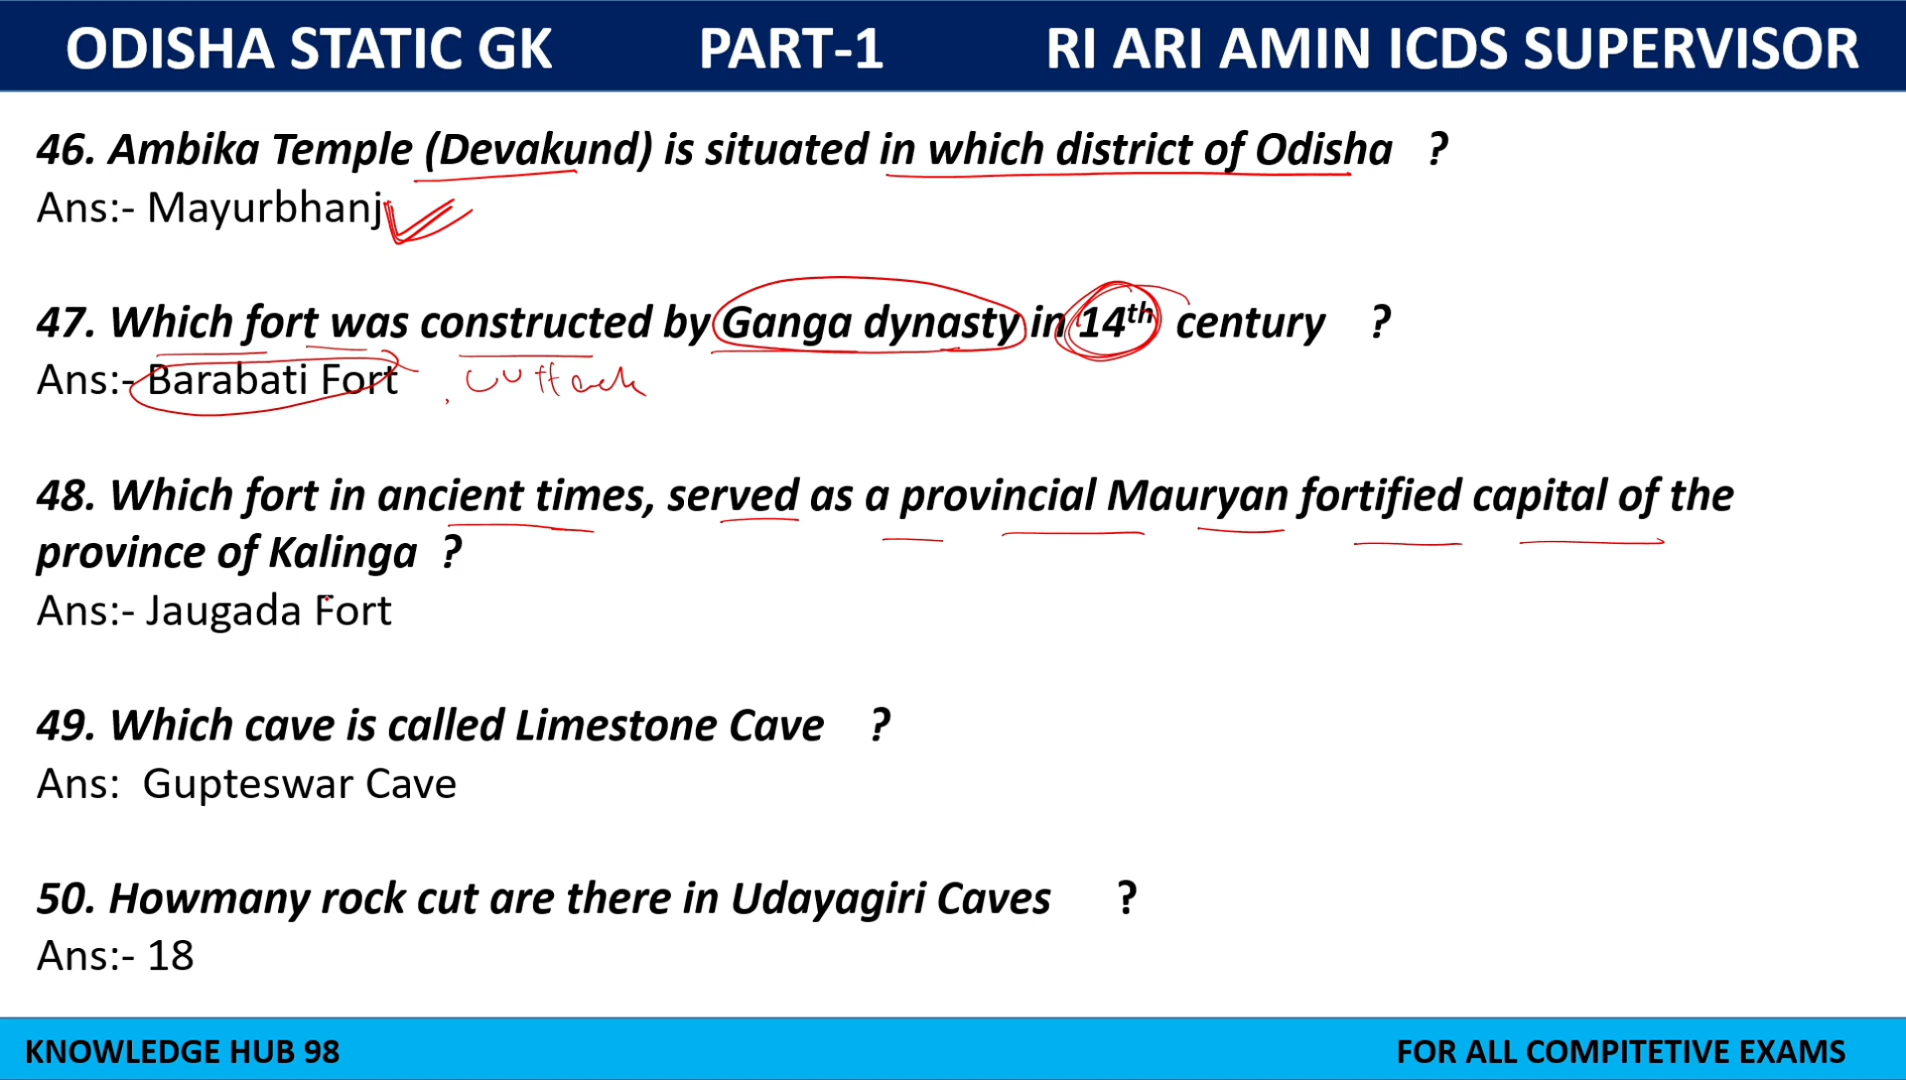 ODISHA STATIC GK PART-1 RI ARI AMIN ICDS SUPERVISOR
46. Ambika Temple (Devakund) is situated in which district of Odisha ?
Ans:- Mayurbhanj
47. Which fort was constructed by Ganga dynasty in 14th century ?
Ans:- Barabati Fort Cuttack
48. Which fort in ancient times, served as a provincial Mauryan fortified capital of the
province of Kalinga ?
Ans:- Jaugada Fort
49. Which cave is called Limestone Cave ?
Ans: Gupteswar Cave
50. Howmany rock cut are there in Udayagiri Caves ?
Ans:- 18
KNOWLEDGE HUB 98 FOR ALL COMPITETIVE EXAMS